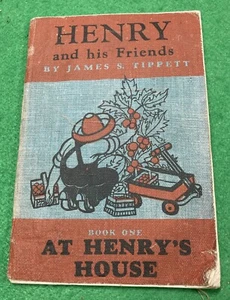 HENRY
and his Friends
BY JAMES S. TIPPETT
BOOK ONE
AT HENRY'S
HOUSE